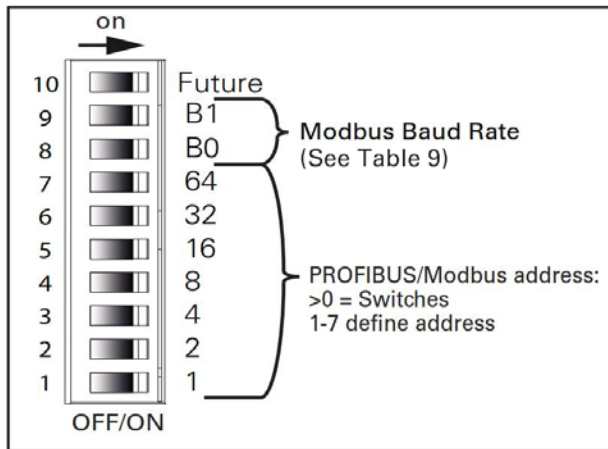 on
10 Future
9 B1
8 B0
Modbus Baud Rate
(See Table 9)
7 64
6 32
5 16
4 8
3 4
2 2
1 1
PROFIBUS/Modbus address:
>0 = Switches
1-7 define address
OFF/ON